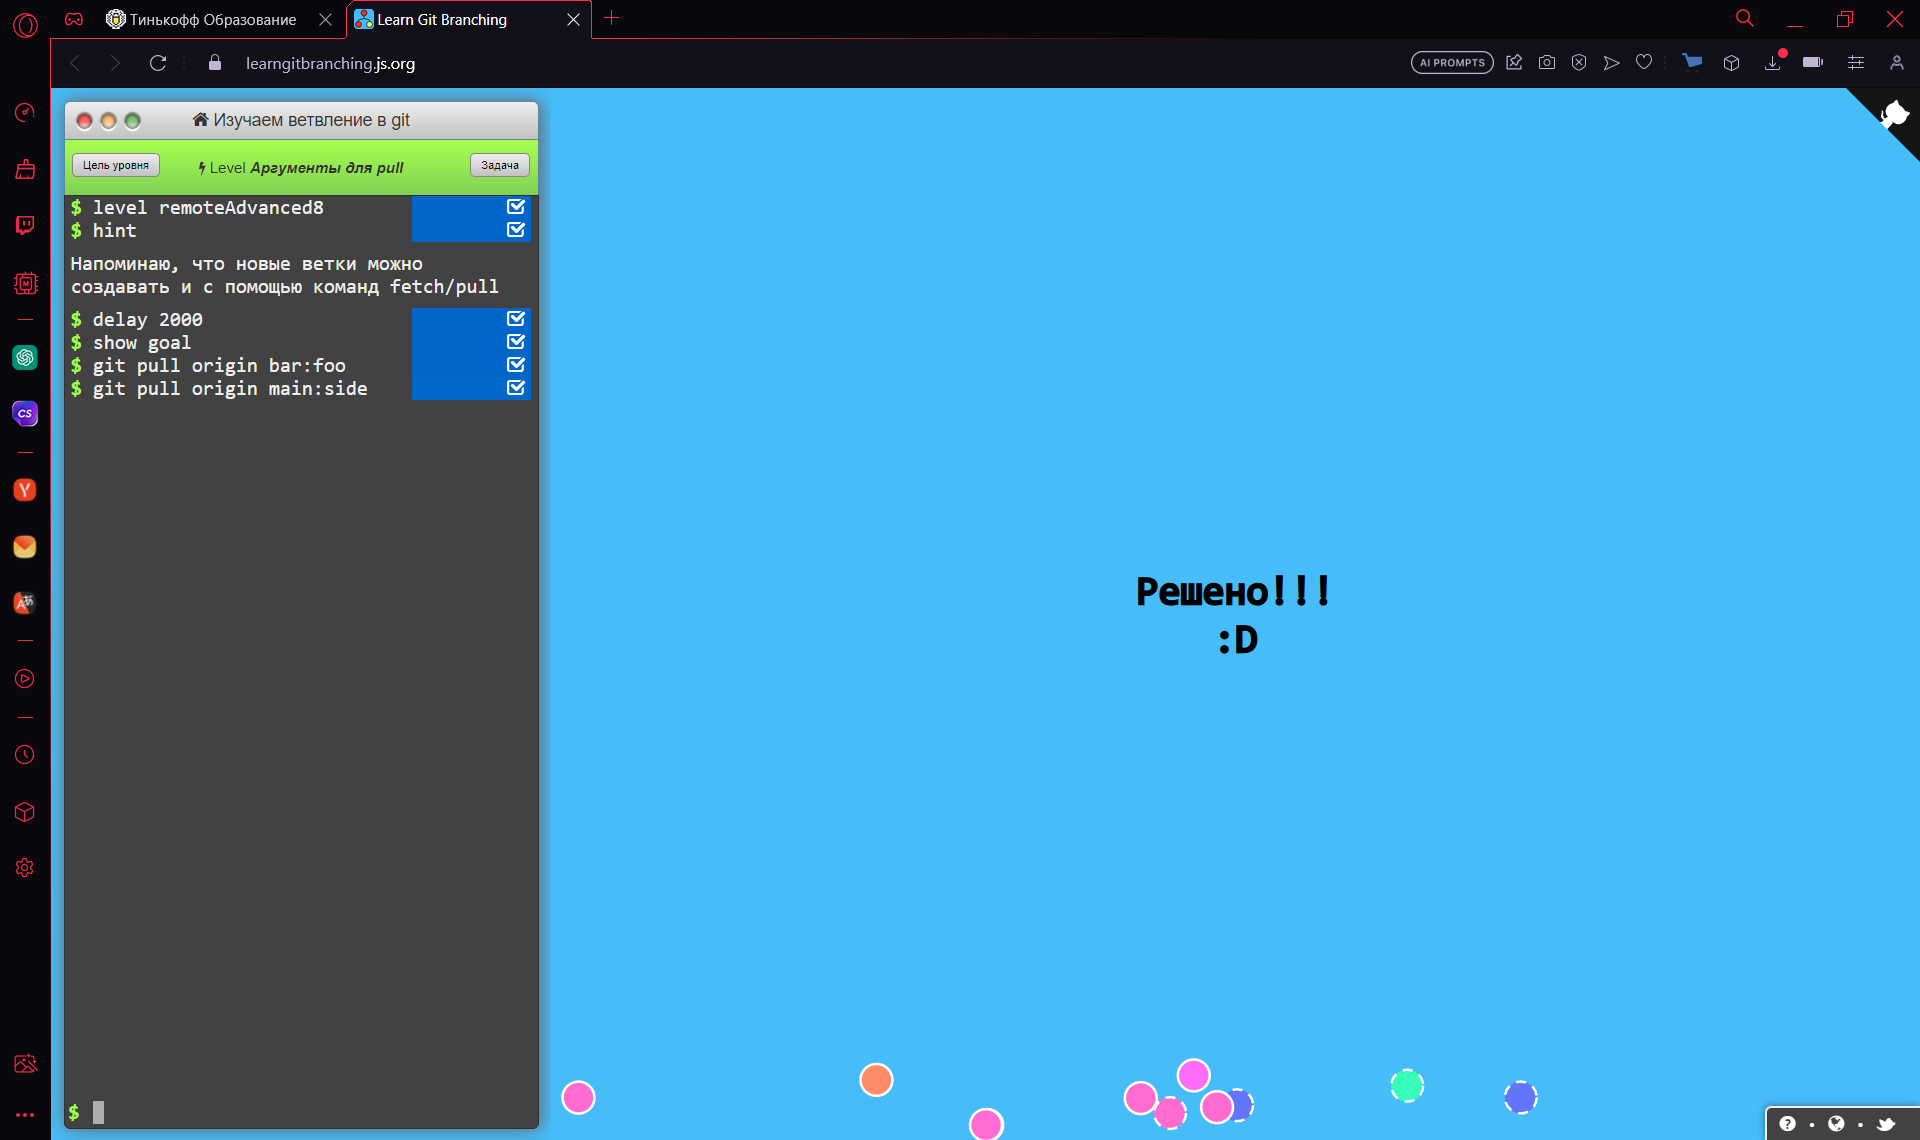 Тинькофф Образование
Learn Git Branching
learngitbranching.js.org
AI PROMPTS
Изучаем ветвление в git
Цель уровня
Level Аргументы для pull
Задача
$ level remoteAdvanced8
$ hint
Напоминаю, что новые ветки можно
создавать и с помощью команд fetch/pull
$ delay 2000
$ show goal
$ git pull origin bar:foo
$ git pull origin main:side
Решено!!!
:D
CS
$